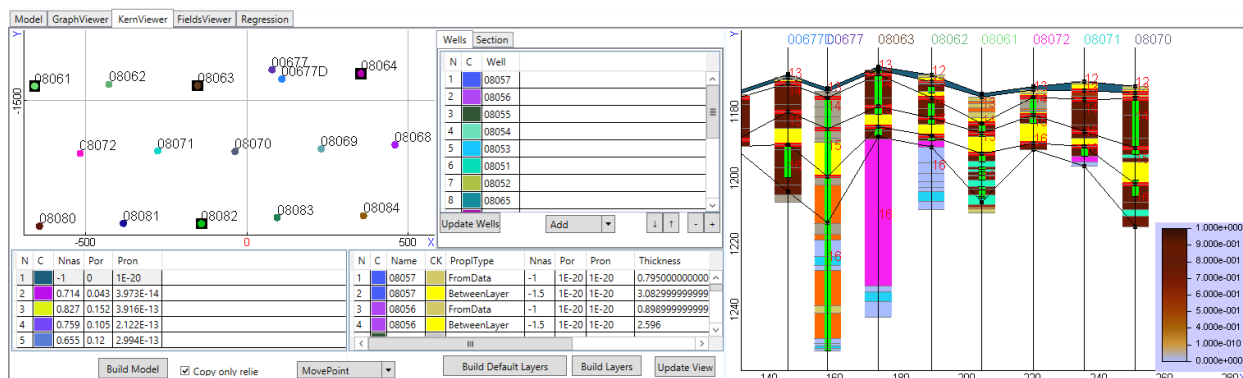 Model GraphViewer KernViewer FieldsViewer Regression
Y
-1500
08061 08062 08063 00677 00677D 08064
08072 08071 08070 08069 08068
08080 08081 08082 08083 08084
-500 0 500 X
Wells Section
N C Well
1 08057
2 08056
3 08055
4 08054
5 08053
6 08051
7 08052
8 08065
Update Wells Add ↓ ↑ - +
N C Nnas Por Pron
1 -1 0 1E-20
2 0.714 0.043 3.973E-14
3 0.827 0.152 3.916E-13
4 0.759 0.105 2.122E-13
5 0.655 0.12 2.994E-13
N C Name CK ProplType Nnas Por Pron Thickness
1 08057 FromData -1 1E-20 1E-20 0.795000000000
2 08057 BetweenLayer -1.5 1E-20 1E-20 3.082999999999
3 08056 FromData -1 1E-20 1E-20 0.898999999999
4 08056 BetweenLayer -1.5 1E-20 1E-20 2.596
Build Model Copy only relie MovePoint
Build Default Layers Build Layers Update View
Y
00677D 00677 08063 08062 08061 08072 08071 08070
13 12 13 12 12
14
15
16 16 16
1180
1200
1220
1240
140 160 180 200 220 240 260 280 X
1.000e+000
9.000e-001
8.000e-001
7.000e-001
6.000e-001
5.000e-001
4.000e-001
3.000e-001
2.000e-001
1.000e-001
1.000e-010
0.000e+000